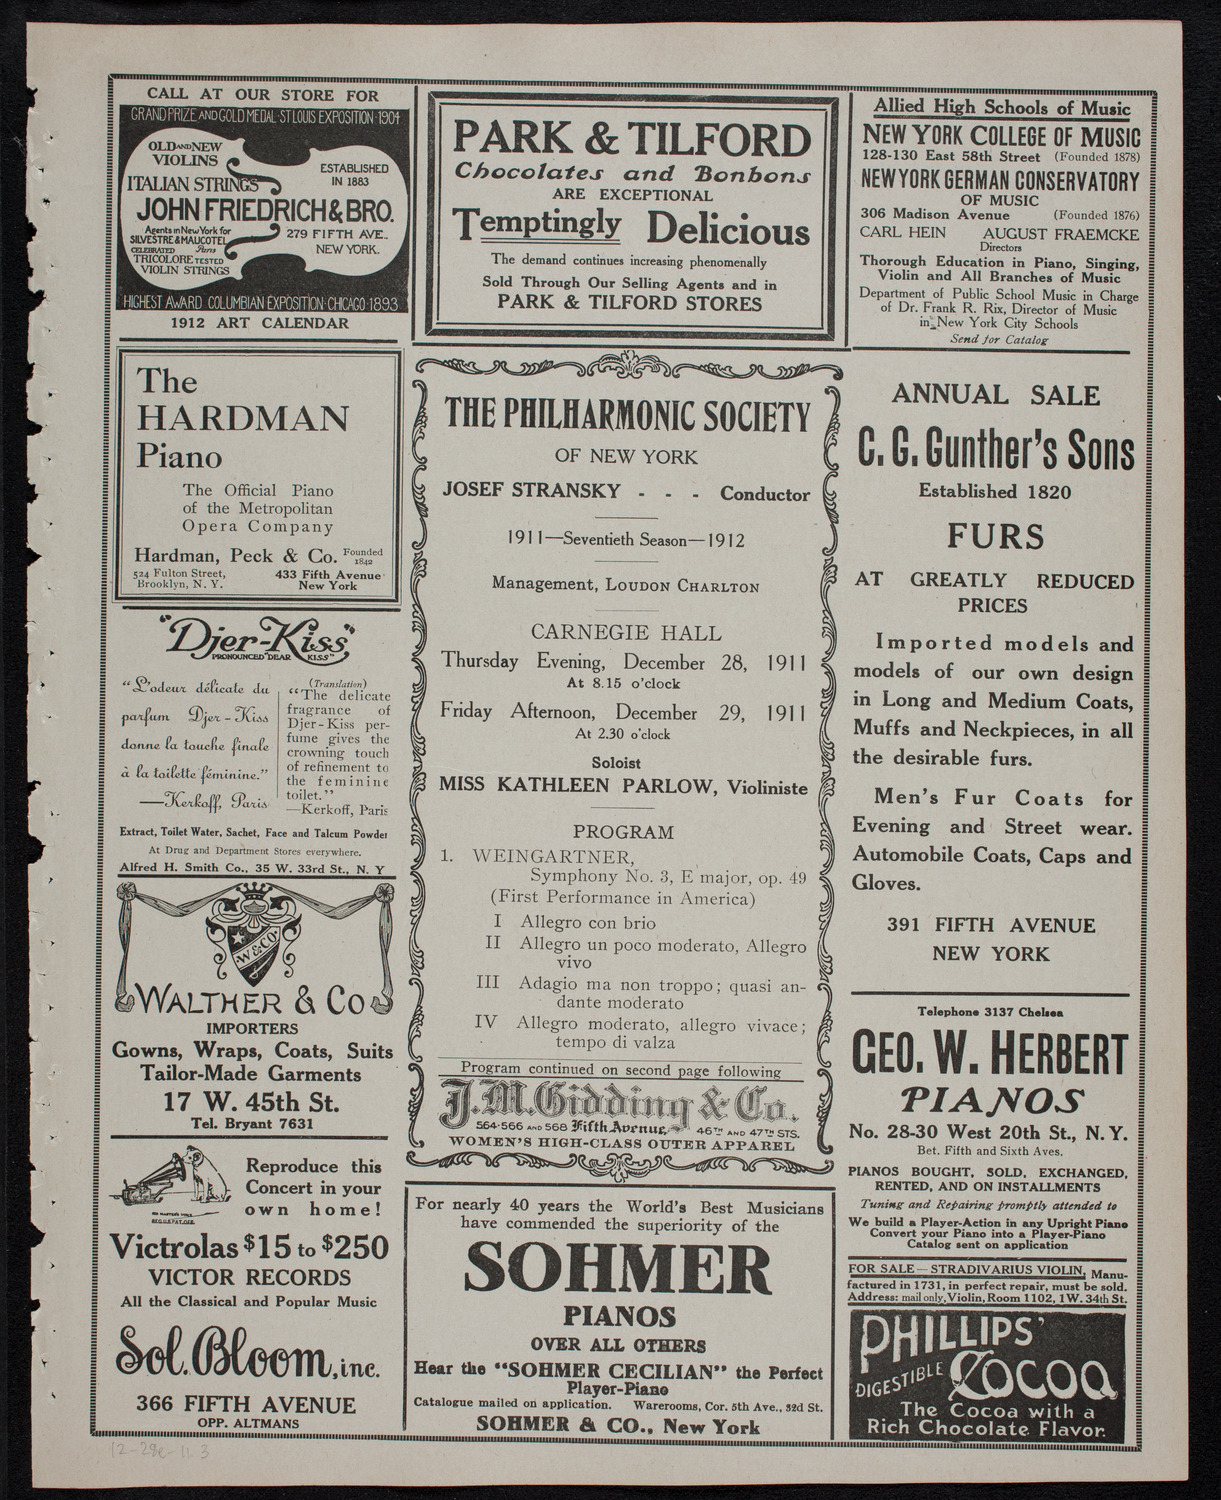 CALL AT OUR STORE FOR
GRAND PRIZE AND GOLD MEDAL · ST LOUIS EXPOSITION · 1904
OLD AND NEW
VIOLINS
ITALIAN STRINGS
ESTABLISHED
IN 1883
JOHN FRIEDRICH & BRO.
Agents in New York for
SILVESTRE & MAUCOTEL
CELEBRATED Paris
TRICOLORE TESTED
VIOLIN STRINGS
279 FIFTH AVE.,
NEW YORK.
HIGHEST AWARD COLUMBIAN EXPOSITION · CHICAGO · 1893
1912 ART CALENDAR
The
HARDMAN
Piano
The Official Piano
of the Metropolitan
Opera Company
Hardman, Peck & Co. Founded 1842
524 Fulton Street,
Brooklyn, N. Y.
433 Fifth Avenue
New York
"Djer-Kiss"
PRONOUNCED "DEAR KISS"
"L'odeur délicate du
parfum Djer-Kiss
donne la touche finale
à la toilette féminine."
—Kerkoff, Paris
(Translation)
"The delicate
fragrance of
Djer-Kiss per-
fume gives the
crowning touch
of refinement to
the feminine
toilet."
—Kerkoff, Paris
Extract, Toilet Water, Sachet, Face and Talcum Powder
At Drug and Department Stores everywhere.
Alfred H. Smith Co., 35 W. 33rd St., N. Y
W & CO
WALTHER & CO
IMPORTERS
Gowns, Wraps, Coats, Suits
Tailor-Made Garments
17 W. 45th St.
Tel. Bryant 7631
HIS MASTER'S VOICE
REG. U.S. PAT. OFF.
Reproduce this
Concert in your
own home!
Victrolas $15 to $250
VICTOR RECORDS
All the Classical and Popular Music
Sol. Bloom, inc.
366 FIFTH AVENUE
OPP. ALTMANS
PARK & TILFORD
Chocolates and Bonbons
ARE EXCEPTIONAL
Temptingly Delicious
The demand continues increasing phenomenally
Sold Through Our Selling Agents and in
PARK & TILFORD STORES
THE PHILHARMONIC SOCIETY
OF NEW YORK
JOSEF STRANSKY - - - Conductor
1911—Seventieth Season—1912
Management, LOUDON CHARLTON
CARNEGIE HALL
Thursday Evening, December 28, 1911
At 8.15 o'clock
Friday Afternoon, December 29, 1911
At 2.30 o'clock
Soloist
MISS KATHLEEN PARLOW, Violiniste
PROGRAM
1. WEINGARTNER,
Symphony No. 3, E major, op. 49
(First Performance in America)
I Allegro con brio
II Allegro un poco moderato, Allegro
vivo
III Adagio ma non troppo; quasi an-
dante moderato
IV Allegro moderato, allegro vivace;
tempo di valza
Program continued on second page following
J. M. Gidding & Co.
564-566 AND 568 Fifth Avenue, 46TH AND 47TH STS.
WOMEN'S HIGH-CLASS OUTER APPAREL
For nearly 40 years the World's Best Musicians
have commended the superiority of the
SOHMER
PIANOS
OVER ALL OTHERS
Hear the "SOHMER CECILIAN" the Perfect
Player-Piano
Catalogue mailed on application. Warerooms, Cor. 5th Ave., 32d St.
SOHMER & CO., New York
Allied High Schools of Music
NEW YORK COLLEGE OF MUSIC
128-130 East 58th Street (Founded 1878)
NEW YORK GERMAN CONSERVATORY
OF MUSIC
306 Madison Avenue (Founded 1876)
CARL HEIN AUGUST FRAEMCKE
Directors
Thorough Education in Piano, Singing,
Violin and All Branches of Music
Department of Public School Music in Charge
of Dr. Frank R. Rix, Director of Music
in New York City Schools
Send for Catalog
ANNUAL SALE
C. G. Gunther's Sons
Established 1820
FURS
AT GREATLY REDUCED
PRICES
Imported models and
models of our own design
in Long and Medium Coats,
Muffs and Neckpieces, in all
the desirable furs.
Men's Fur Coats for
Evening and Street wear.
Automobile Coats, Caps and
Gloves.
391 FIFTH AVENUE
NEW YORK
Telephone 3137 Chelsea
GEO. W. HERBERT
PIANOS
No. 28-30 West 20th St., N. Y.
Bet. Fifth and Sixth Aves.
PIANOS BOUGHT, SOLD, EXCHANGED,
RENTED, AND ON INSTALLMENTS
Tuning and Repairing promptly attended to
We build a Player-Action in any Upright Piano
Convert your Piano into a Player-Piano
Catalog sent on application
FOR SALE—STRADIVARIUS VIOLIN, Manu-
factured in 1731, in perfect repair, must be sold.
Address: mail only, Violin, Room 1102, 1 W. 34th St.
PHILLIPS'
DIGESTIBLE COCOA
The Cocoa with a
Rich Chocolate Flavor.
12-28e-11-3